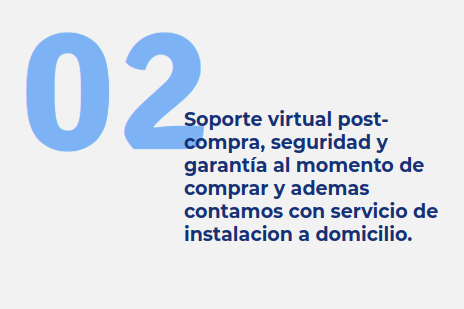 02
Soporte virtual post-
compra, seguridad y
garantía al momento de
comprar y ademas
contamos con servicio de
instalacion a domicilio.